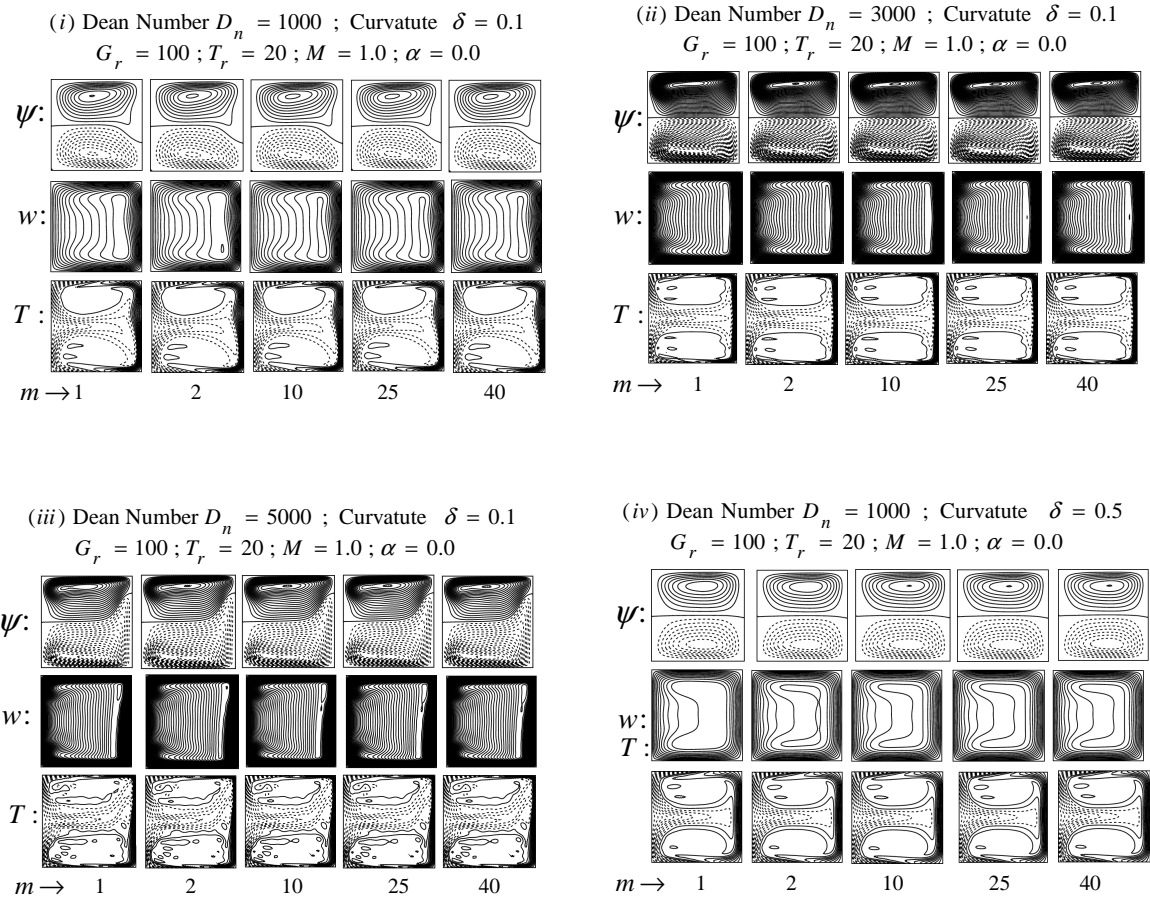 (i) Dean Number D_n = 1000 ; Curvatute δ = 0.1
G_r = 100 ; T_r = 20 ; M = 1.0 ; α = 0.0
ψ:
w:
T :
m → 1 2 10 25 40
(ii) Dean Number D_n = 3000 ; Curvatute δ = 0.1
G_r = 100 ; T_r = 20 ; M = 1.0 ; α = 0.0
ψ:
w:
T :
m → 1 2 10 25 40
(iii) Dean Number D_n = 5000 ; Curvatute δ = 0.1
G_r = 100 ; T_r = 20 ; M = 1.0 ; α = 0.0
ψ:
w:
T :
m → 1 2 10 25 40
(iv) Dean Number D_n = 1000 ; Curvatute δ = 0.5
G_r = 100 ; T_r = 20 ; M = 1.0 ; α = 0.0
ψ:
w:
T :
m → 1 2 10 25 40